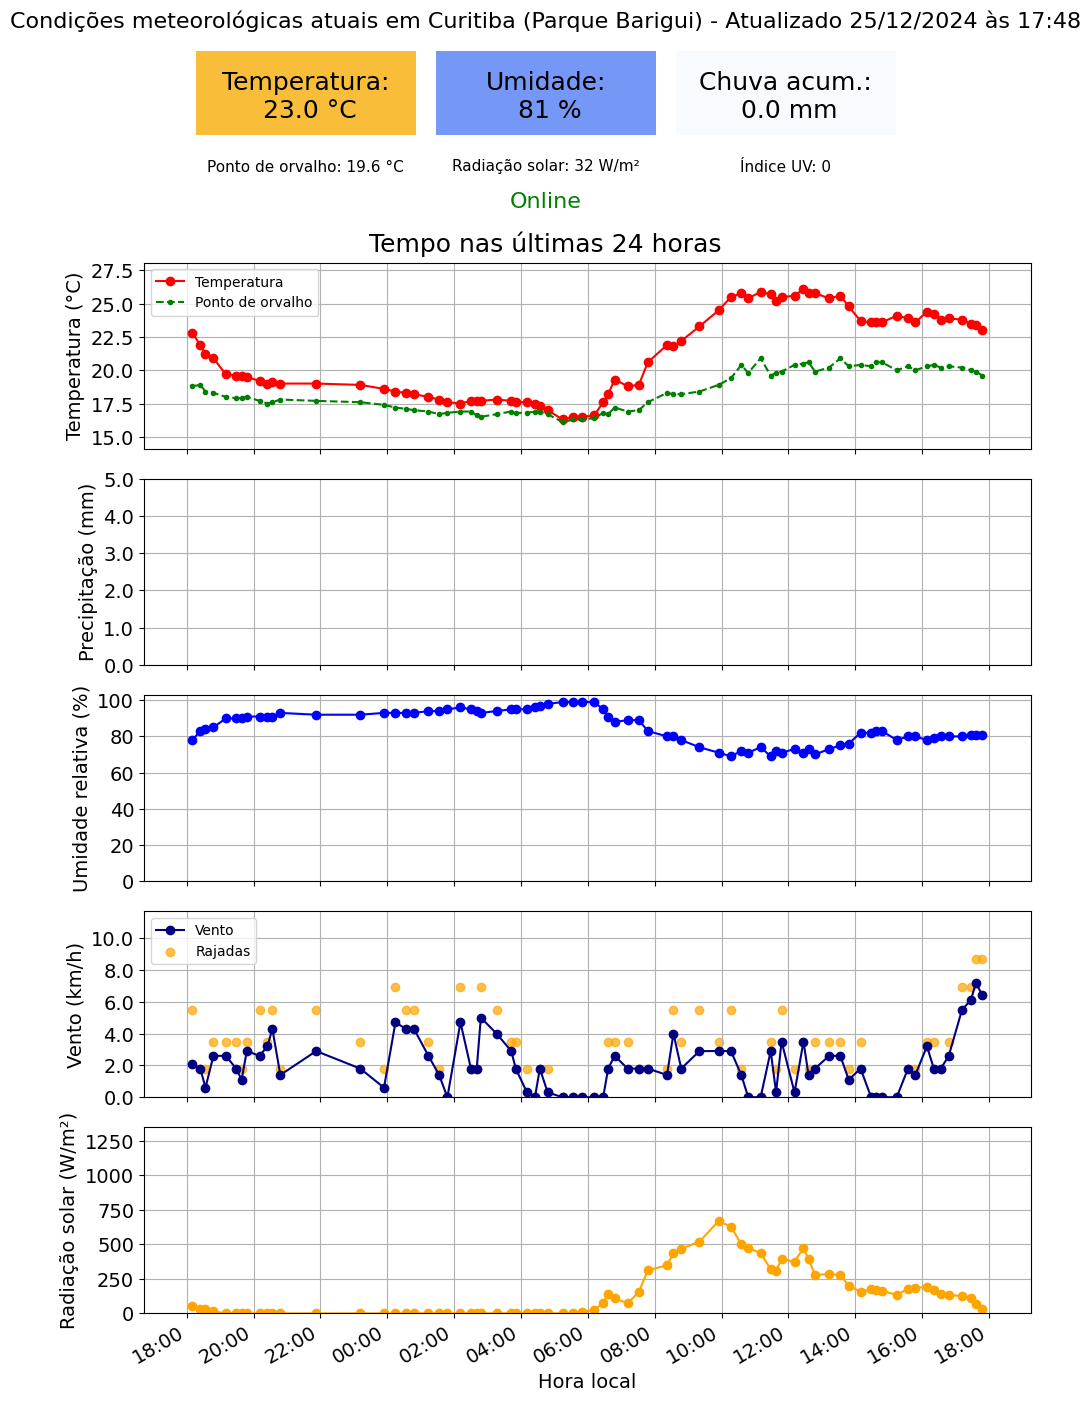 Condições meteorológicas atuais em Curitiba (Parque Barigui) - Atualizado 25/12/2024 às 17:48
Temperatura:
23.0 °C
Umidade:
81 %
Chuva acum.:
0.0 mm
Ponto de orvalho: 19.6 °C
Radiação solar: 32 W/m²
Índice UV: 0
Online
Tempo nas últimas 24 horas
Temperatura (°C)
27.5
25.0
22.5
20.0
17.5
15.0
Temperatura
Ponto de orvalho
Precipitação (mm)
5.0
4.0
3.0
2.0
1.0
0.0
Umidade relativa (%)
100
80
60
40
20
0
Vento (km/h)
10.0
8.0
6.0
4.0
2.0
0.0
Vento
Rajadas
Radiação solar (W/m²)
1250
1000
750
500
250
0
18:00
20:00
22:00
00:00
02:00
04:00
06:00
08:00
10:00
12:00
14:00
16:00
18:00
Hora local